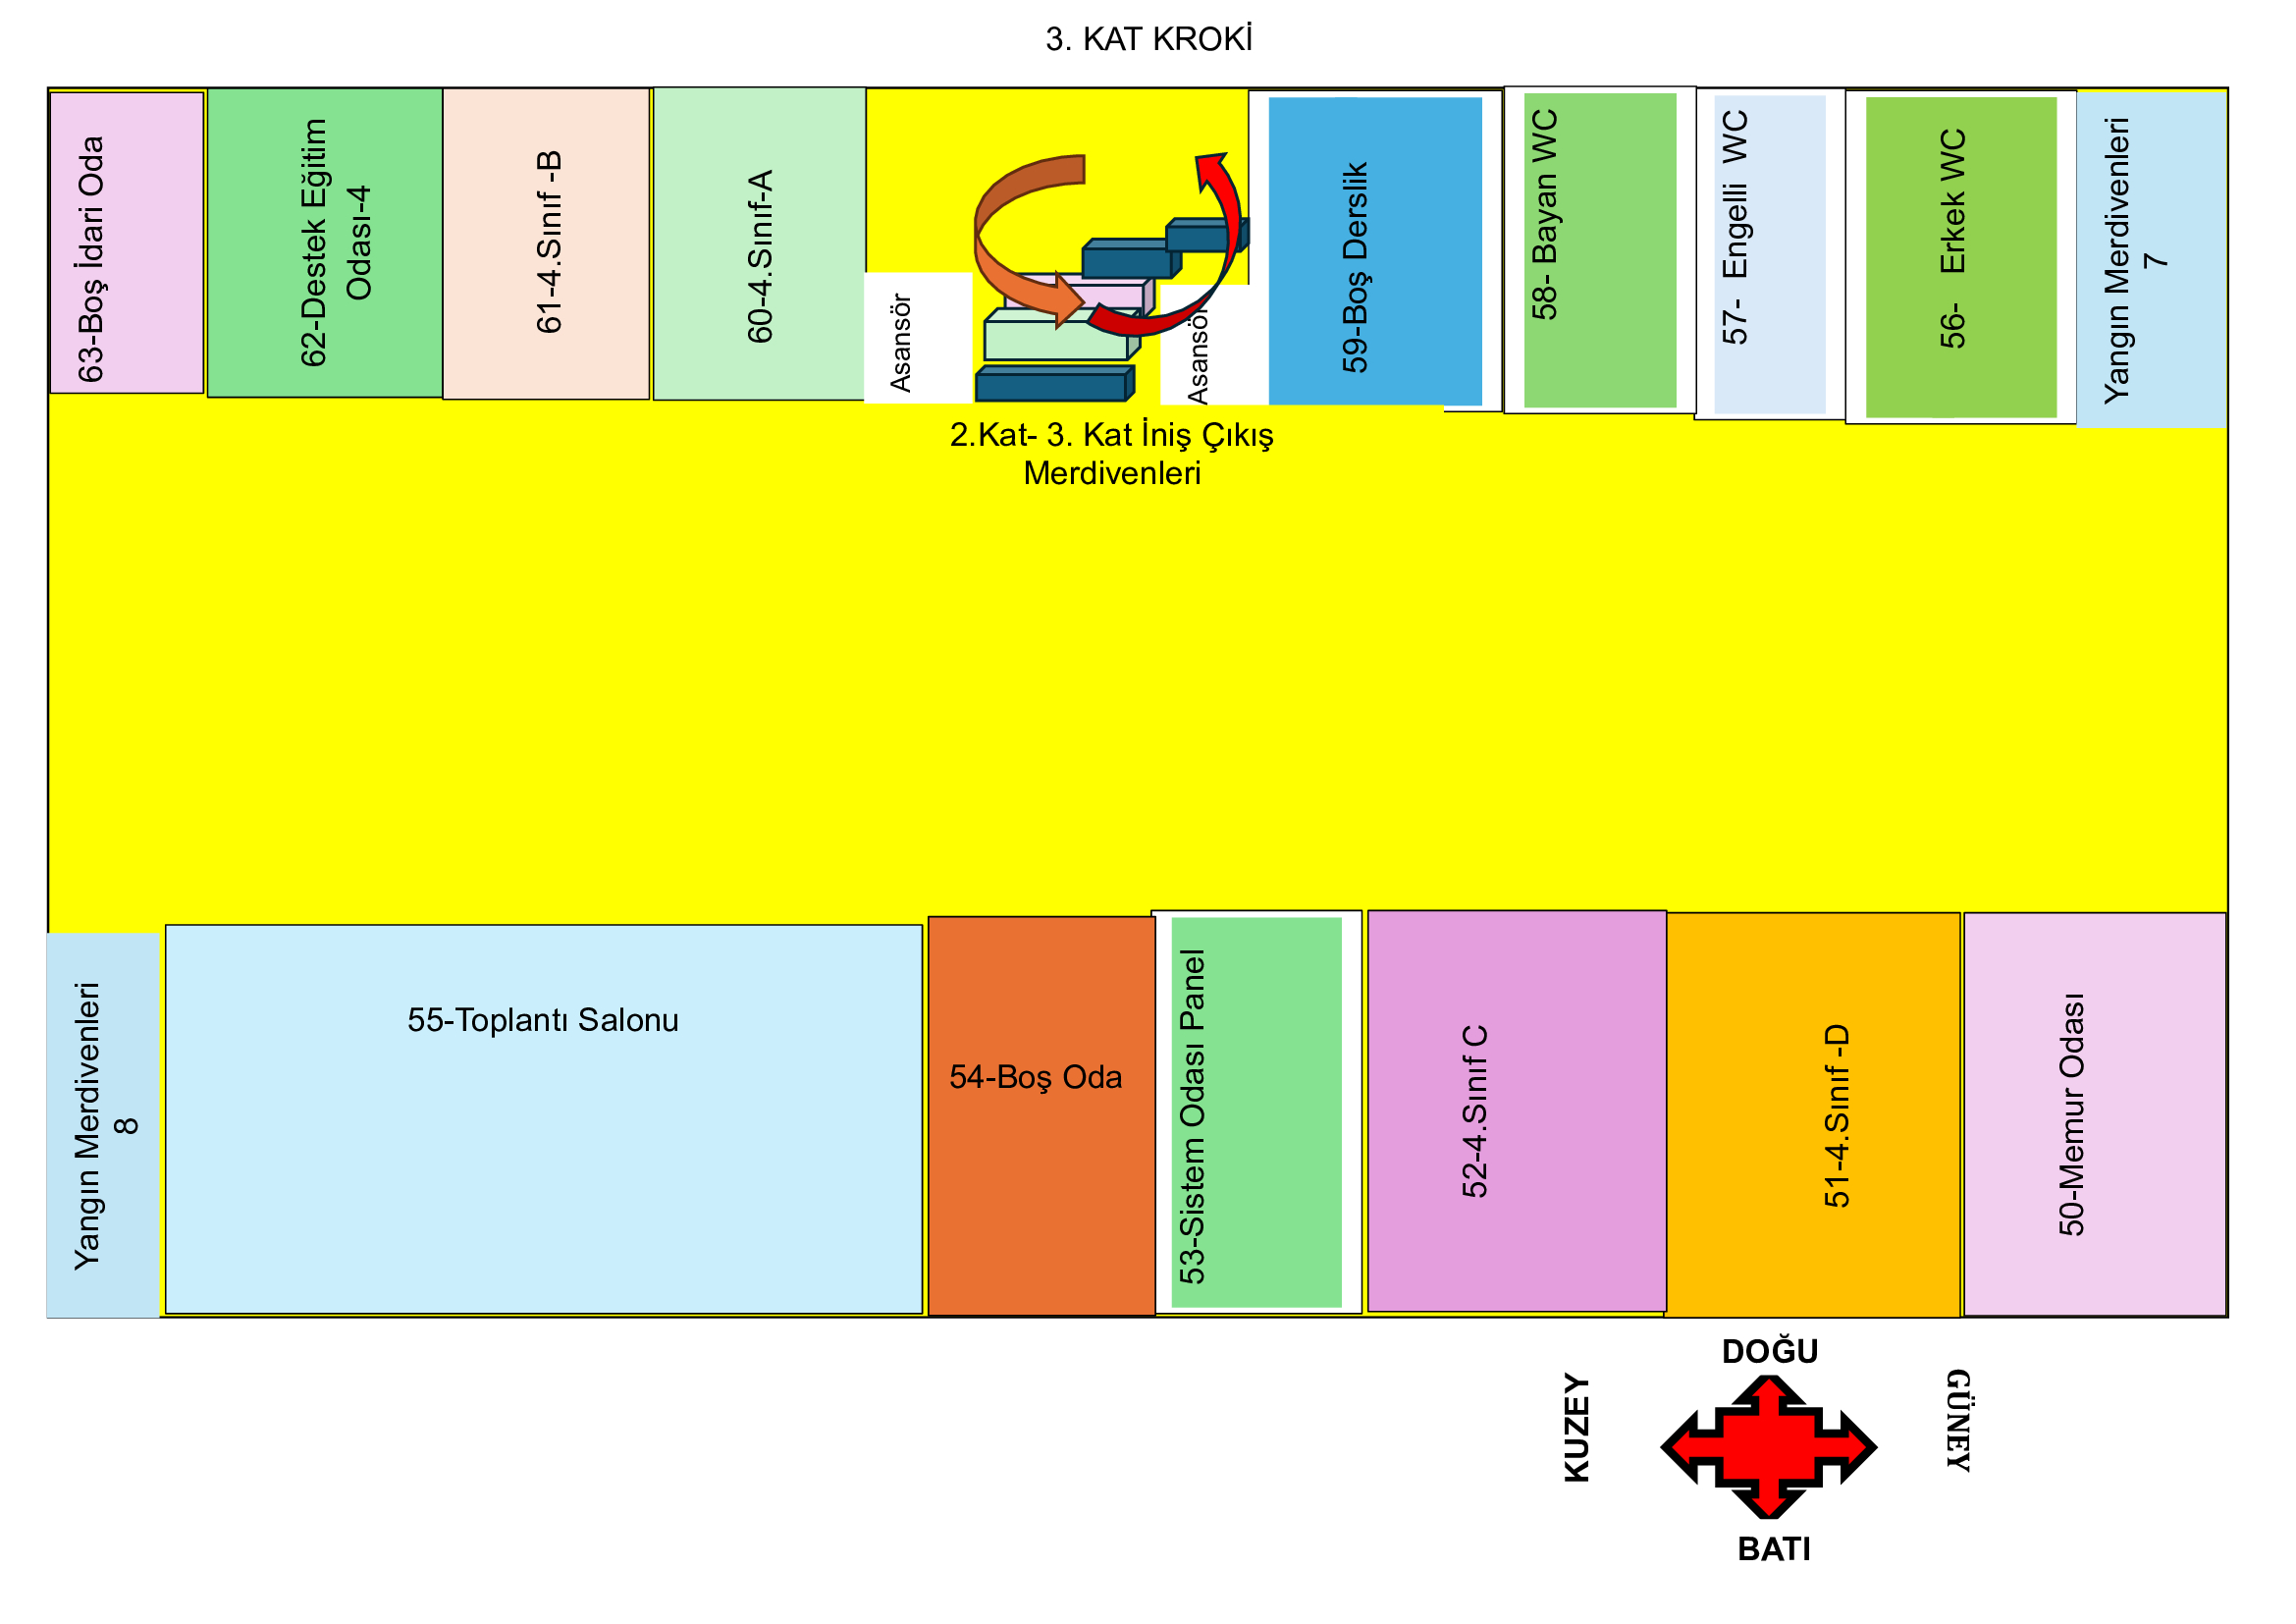 3. KAT KROKİ
63-Boş İdari Oda
62-Destek Eğitim
Odası-4
61-4.Sınıf -B
60-4.Sınıf-A
Asansör
Asansör
59-Boş Derslik
58- Bayan WC
57- Engelli WC
56- Erkek WC
Yangın Merdivenleri
7
2.Kat- 3. Kat İniş Çıkış
Merdivenleri
Yangın Merdivenleri
8
55-Toplantı Salonu
54-Boş Oda
53-Sistem Odası Panel
52-4.Sınıf C
51-4.Sınıf -D
50-Memur Odası
DOĞU
KUZEY
GÜNEY
BATI